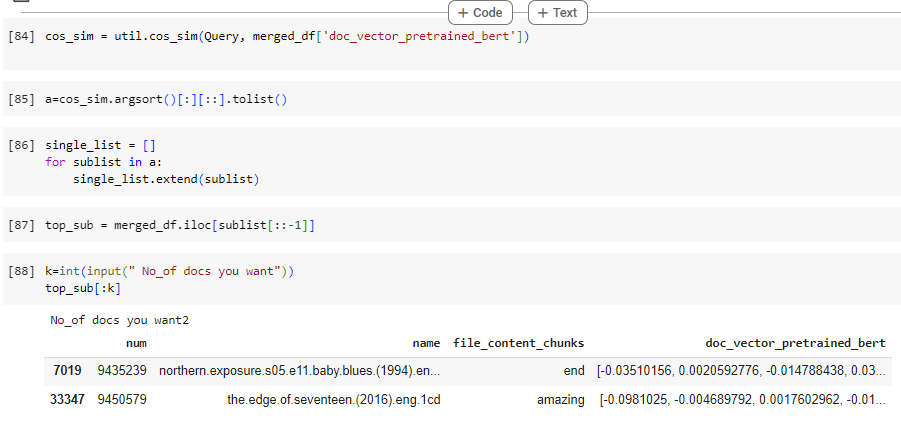 + Code + Text
[84] cos_sim = util.cos_sim(Query, merged_df['doc_vector_pretrained_bert'])
[85] a=cos_sim.argsort()[:][::].tolist()
[86] single_list = []
for sublist in a:
single_list.extend(sublist)
[87] top_sub = merged_df.iloc[sublist[::-1]]
[88] k=int(input(" No_of docs you want"))
top_sub[:k]
No_of docs you want2
num name file_content_chunks doc_vector_pretrained_bert
7019 9435239 northern.exposure.s05.e11.baby.blues.(1994).en... end [-0.03510156, 0.0020592776, -0.014788438, 0.03...
33347 9450579 the.edge.of.seventeen.(2016).eng.1cd amazing [-0.0981025, -0.004689792, 0.0017602962, -0.01...